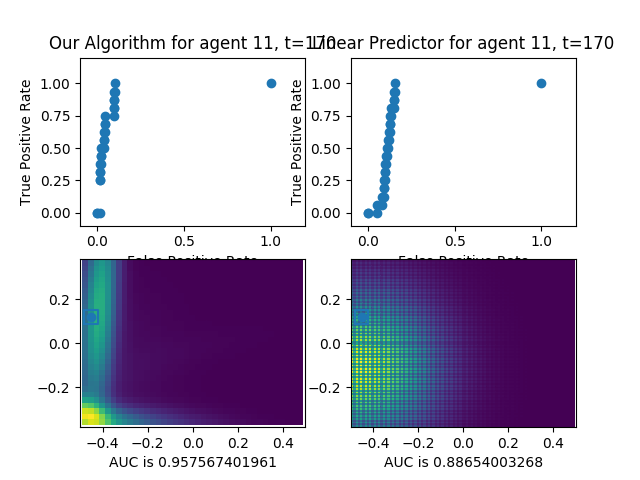 Our Algorithm for agent 11, t=170
Linear Predictor for agent 11, t=170
True Positive Rate
1.00
0.75
0.50
0.25
0.00
0.0 0.5 1.0
False Positive Rate
True Positive Rate
1.00
0.75
0.50
0.25
0.00
0.0 0.5 1.0
False Positive Rate
0.2
0.0
−0.2
−0.4 −0.2 0.0 0.2 0.4
AUC is 0.957567401961
0.2
0.0
−0.2
−0.4 −0.2 0.0 0.2 0.4
AUC is 0.88654003268